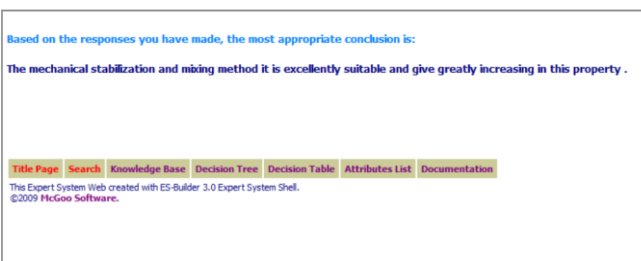 Based on the responses you have made, the most appropriate conclusion is:
The mechanical stabilization and mixing method it is excellently suitable and give greatly increasing in this property .
Title Page Search Knowledge Base Decision Tree Decision Table Attributes List Documentation
This Expert System Web created with ES-Builder 3.0 Expert System Shell.
©2009 McGoo Software.